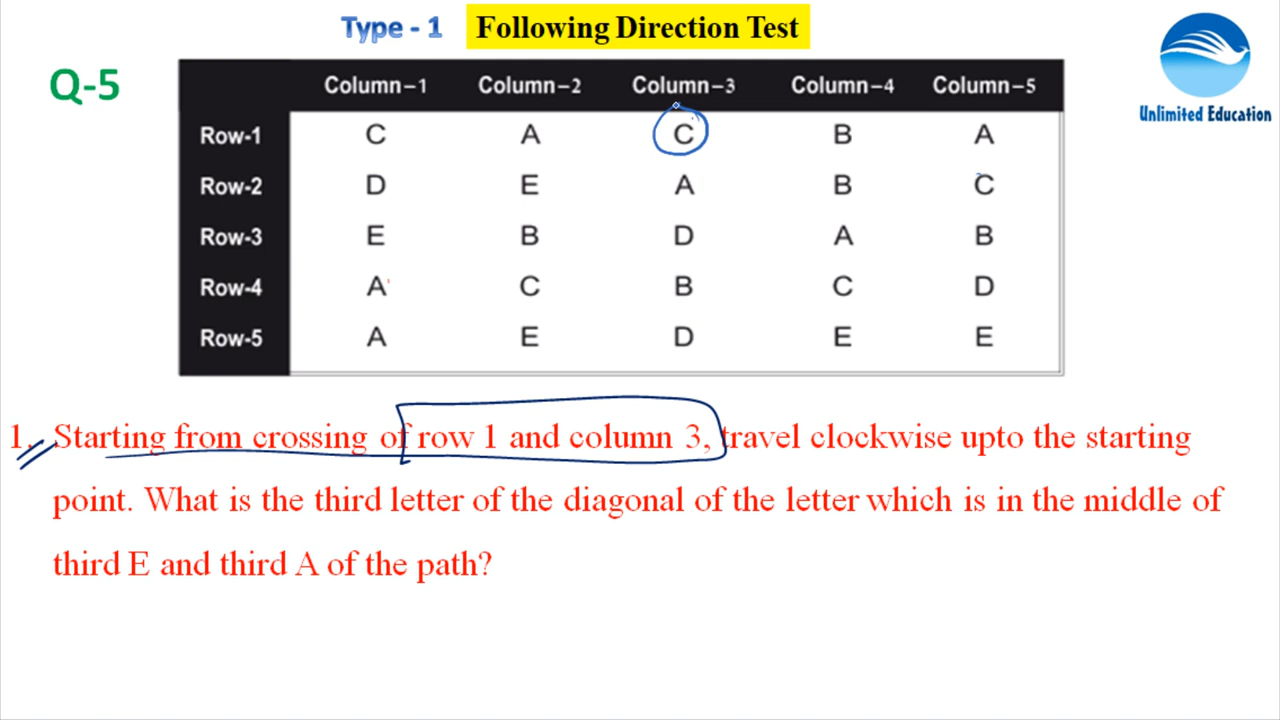 Type - 1 Following Direction Test
Unlimited Education
Q-5
Column-1 Column-2 Column-3 Column-4 Column-5
Row-1 C A C B A
Row-2 D E A B C
Row-3 E B D A B
Row-4 A C B C D
Row-5 A E D E E
1. Starting from crossing of row 1 and column 3, travel clockwise upto the starting
point. What is the third letter of the diagonal of the letter which is in the middle of
third E and third A of the path?